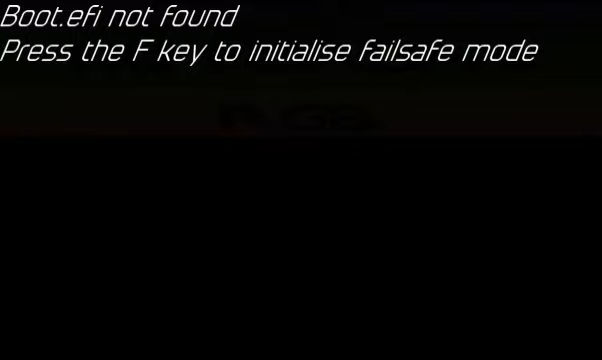 Boot.efi not found
Press the F key to initialise failsafe mode